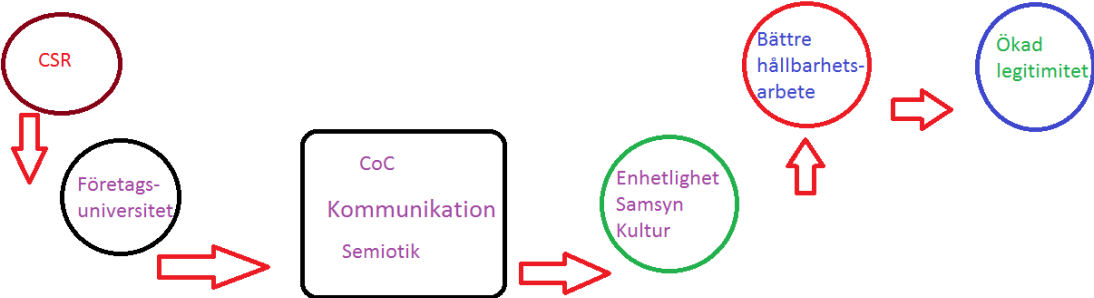 CSR
Företags-
universitet
CoC
Kommunikation
Semiotik
Enhetlighet
Samsyn
Kultur
Bättre
hållbarhets-
arbete
Ökad
legitimitet